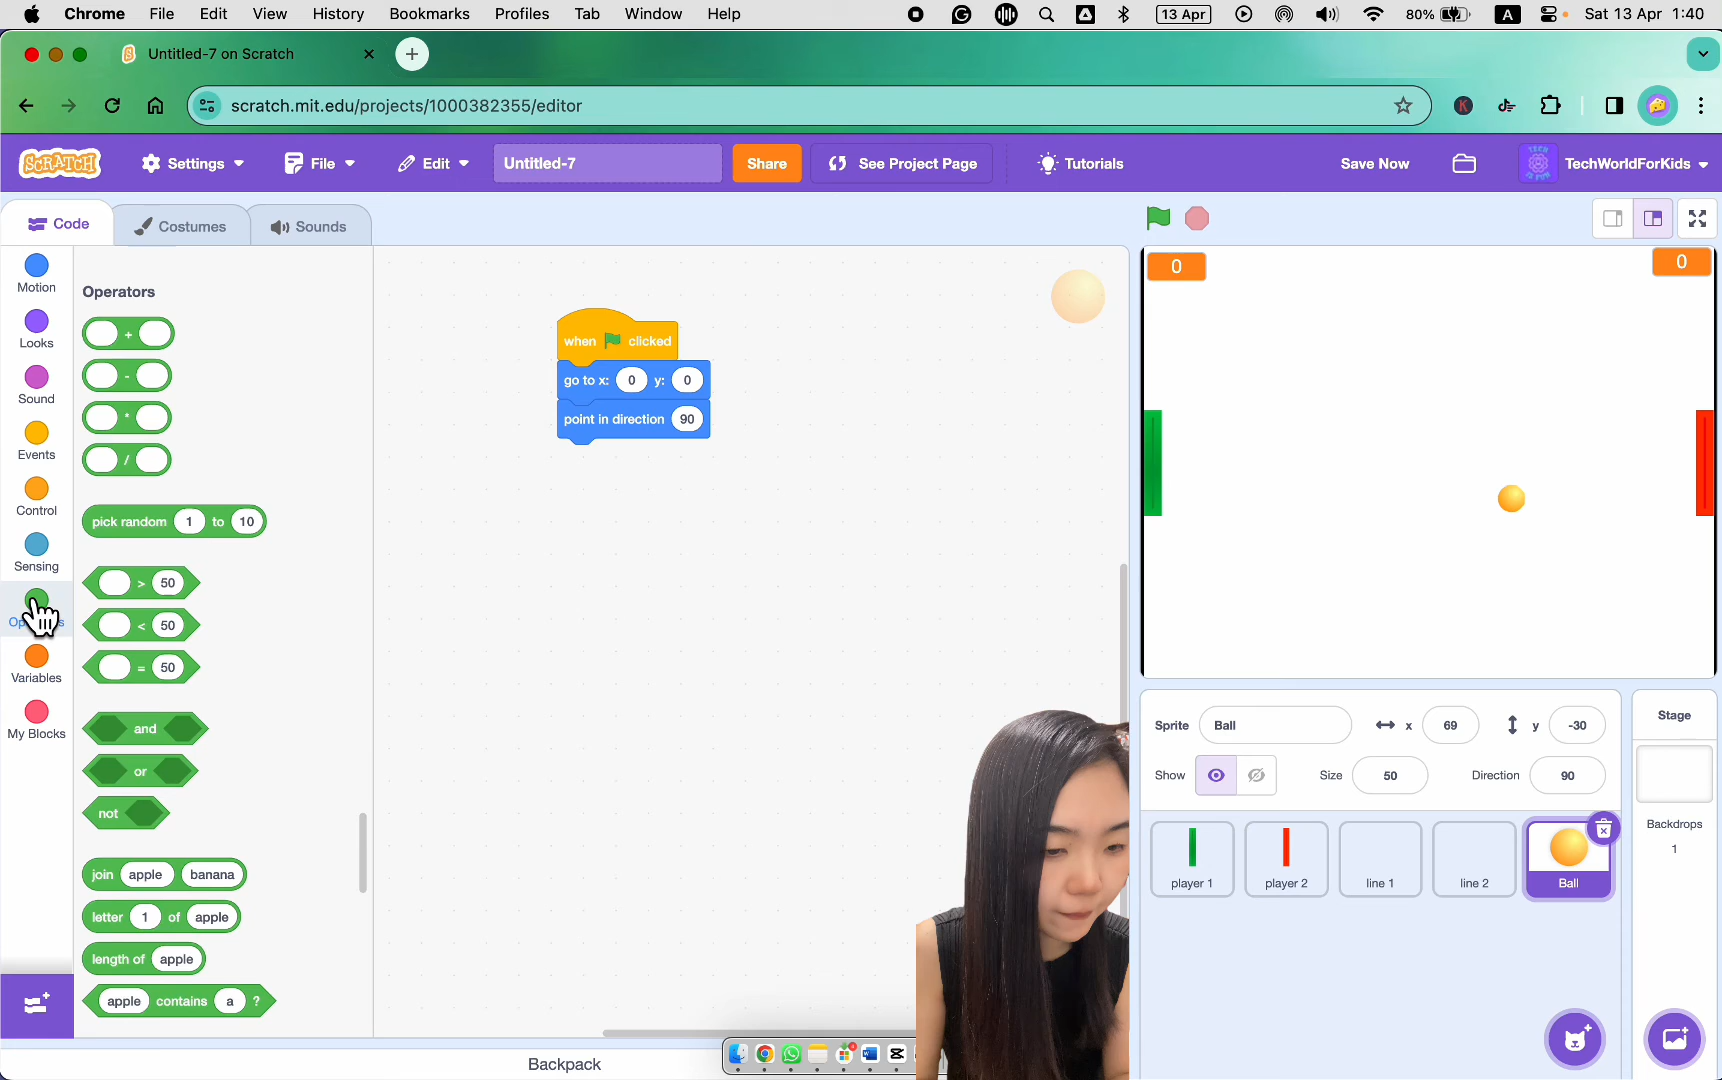 Chrome File Edit View History Bookmarks Profiles Tab Window Help 13 Apr 80% A Sat 13 Apr 1:40
Untitled-7 on Scratch
scratch.mit.edu/projects/1000382355/editor
K
SCRATCH Settings File Edit Untitled-7 Share See Project Page Tutorials Save Now TechWorldForKids
Code Costumes Sounds
Motion
Looks
Sound
Events
Control
Sensing
Variables
My Blocks
Operators
+
-
*
/
pick random 1 to 10
> 50
< 50
= 50
and
or
not
join apple banana
letter 1 of apple
length of apple
apple contains a ?
when clicked
go to x: 0 y: 0
point in direction 90
0
0
Sprite Ball x 69 y -30
Show Size 50 Direction 90
player 1
player 2
line 1
line 2
Ball
Stage
Backdrops
1
Backpack